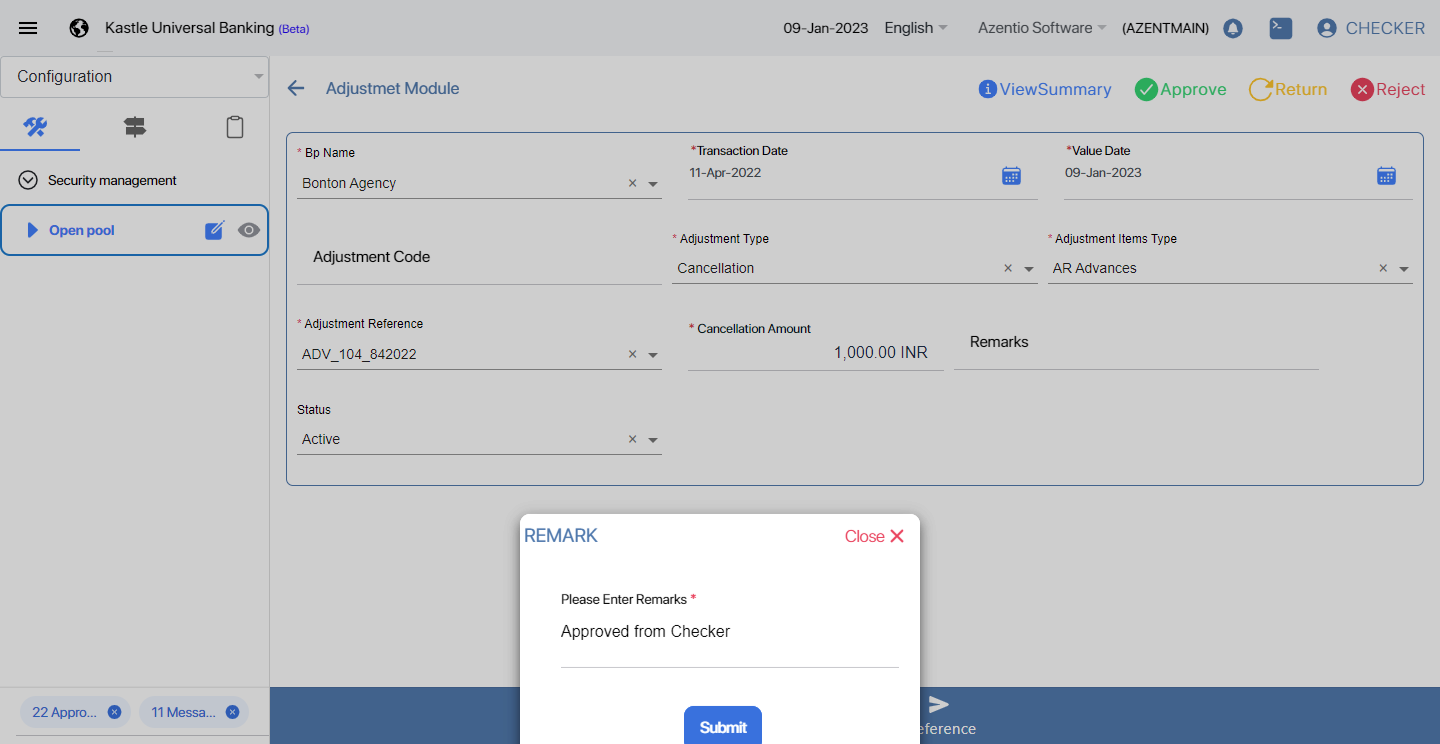 Kastle Universal Banking (Beta)
09-Jan-2023
English
Azentio Software
(AZENTMAIN)
CHECKER
Configuration
Adjustmet Module
ViewSummary
Approve
Return
Reject
Security management
Open pool
* Bp Name
Bonton Agency
*Transaction Date
11-Apr-2022
*Value Date
09-Jan-2023
Adjustment Code
* Adjustment Type
Cancellation
* Adjustment Items Type
AR Advances
* Adjustment Reference
ADV_104_842022
* Cancellation Amount
1,000.00 INR
Remarks
Status
Active
REMARK
Close
Please Enter Remarks *
Approved from Checker
Submit
22 Appro...
11 Messa...
eference